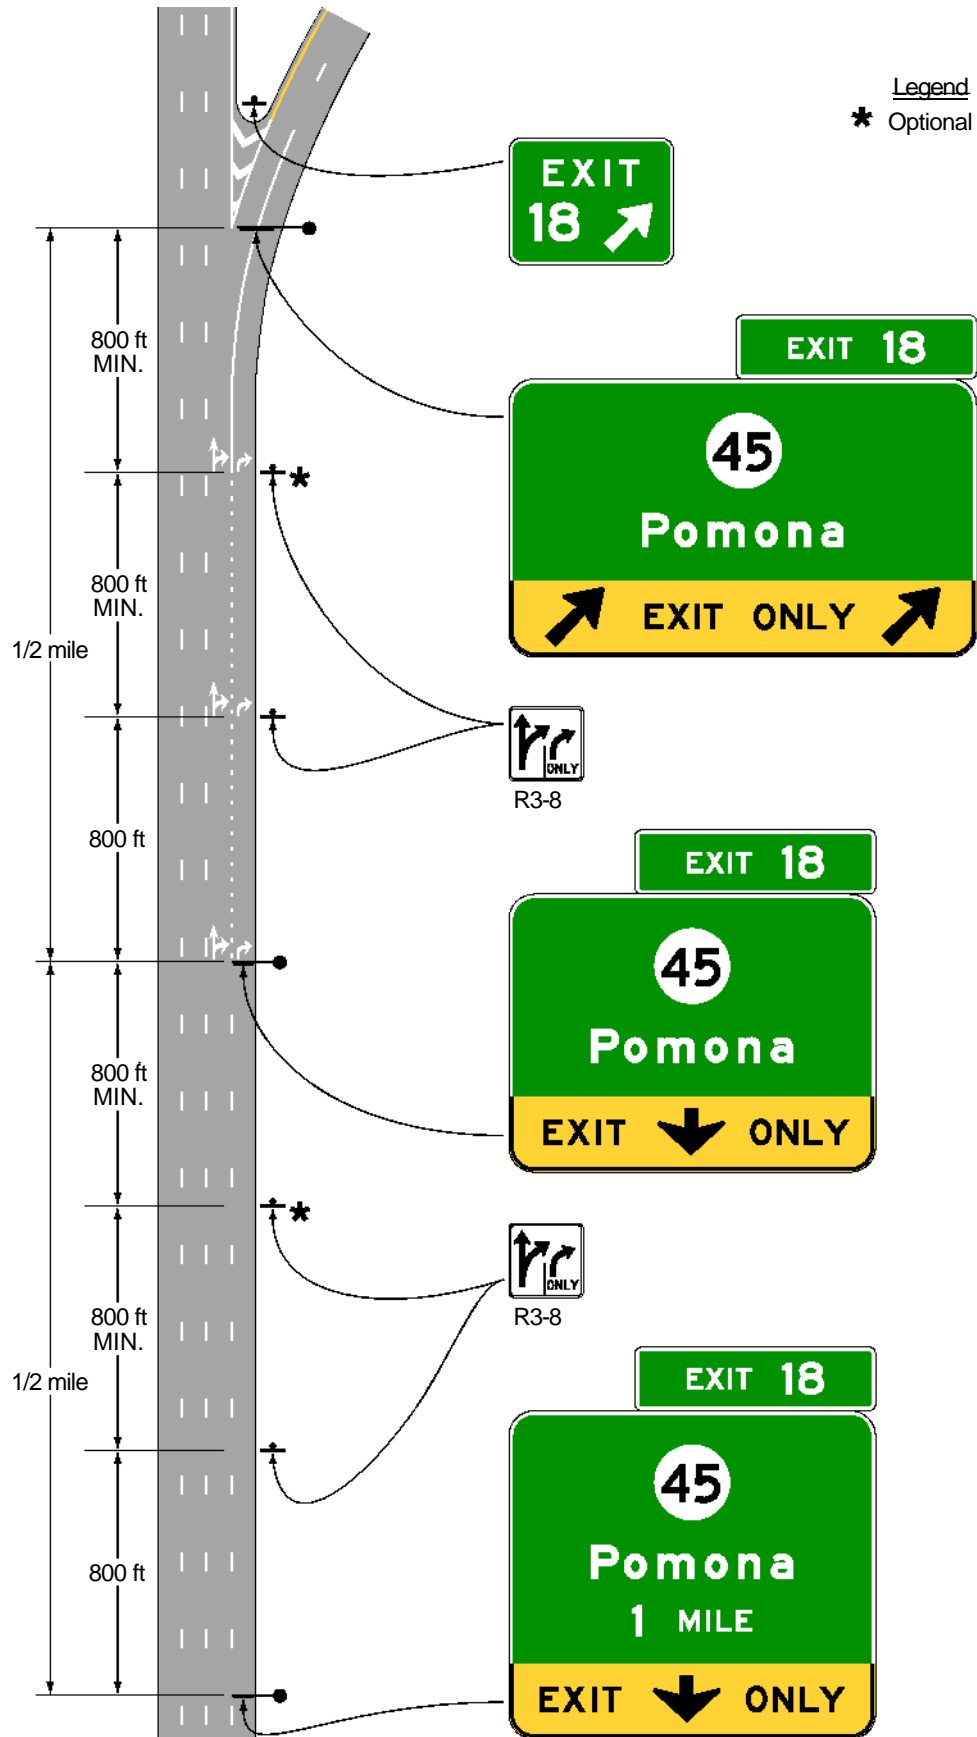 Legend
* Optional
EXIT
18
EXIT 18
800 ft
MIN.
45
Pomona
800 ft
MIN.
EXIT ONLY
1/2 mile
ONLY
R3-8
800 ft
EXIT 18
45
Pomona
800 ft
MIN.
EXIT ONLY
ONLY
R3-8
800 ft
MIN.
1/2 mile
EXIT 18
45
Pomona
800 ft
1 MILE
EXIT ONLY